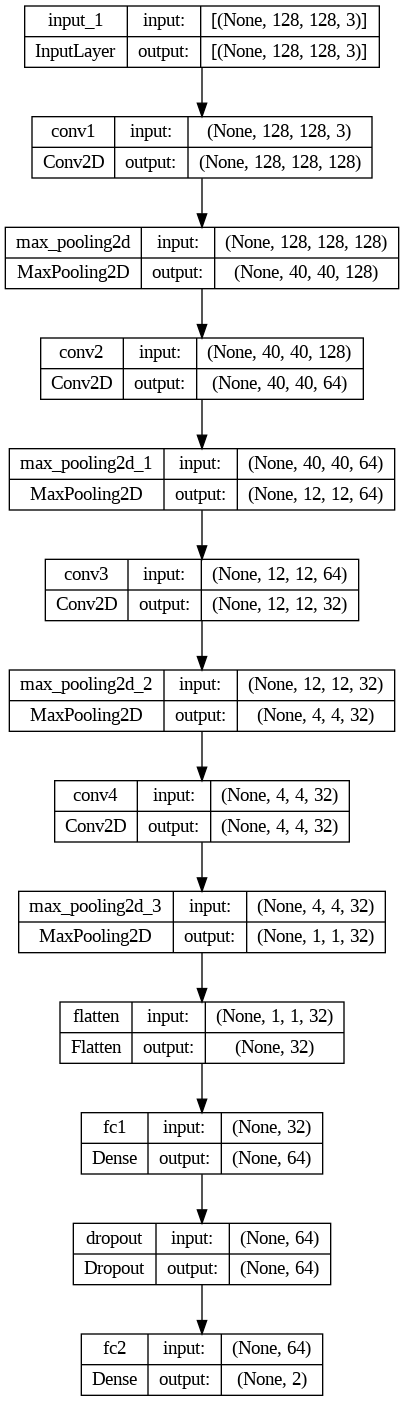 input_1 input: [(None, 128, 128, 3)]
InputLayer output: [(None, 128, 128, 3)]
conv1 input: (None, 128, 128, 3)
Conv2D output: (None, 128, 128, 128)
max_pooling2d input: (None, 128, 128, 128)
MaxPooling2D output: (None, 40, 40, 128)
conv2 input: (None, 40, 40, 128)
Conv2D output: (None, 40, 40, 64)
max_pooling2d_1 input: (None, 40, 40, 64)
MaxPooling2D output: (None, 12, 12, 64)
conv3 input: (None, 12, 12, 64)
Conv2D output: (None, 12, 12, 32)
max_pooling2d_2 input: (None, 12, 12, 32)
MaxPooling2D output: (None, 4, 4, 32)
conv4 input: (None, 4, 4, 32)
Conv2D output: (None, 4, 4, 32)
max_pooling2d_3 input: (None, 4, 4, 32)
MaxPooling2D output: (None, 1, 1, 32)
flatten input: (None, 1, 1, 32)
Flatten output: (None, 32)
fc1 input: (None, 32)
Dense output: (None, 64)
dropout input: (None, 64)
Dropout output: (None, 64)
fc2 input: (None, 64)
Dense output: (None, 2)